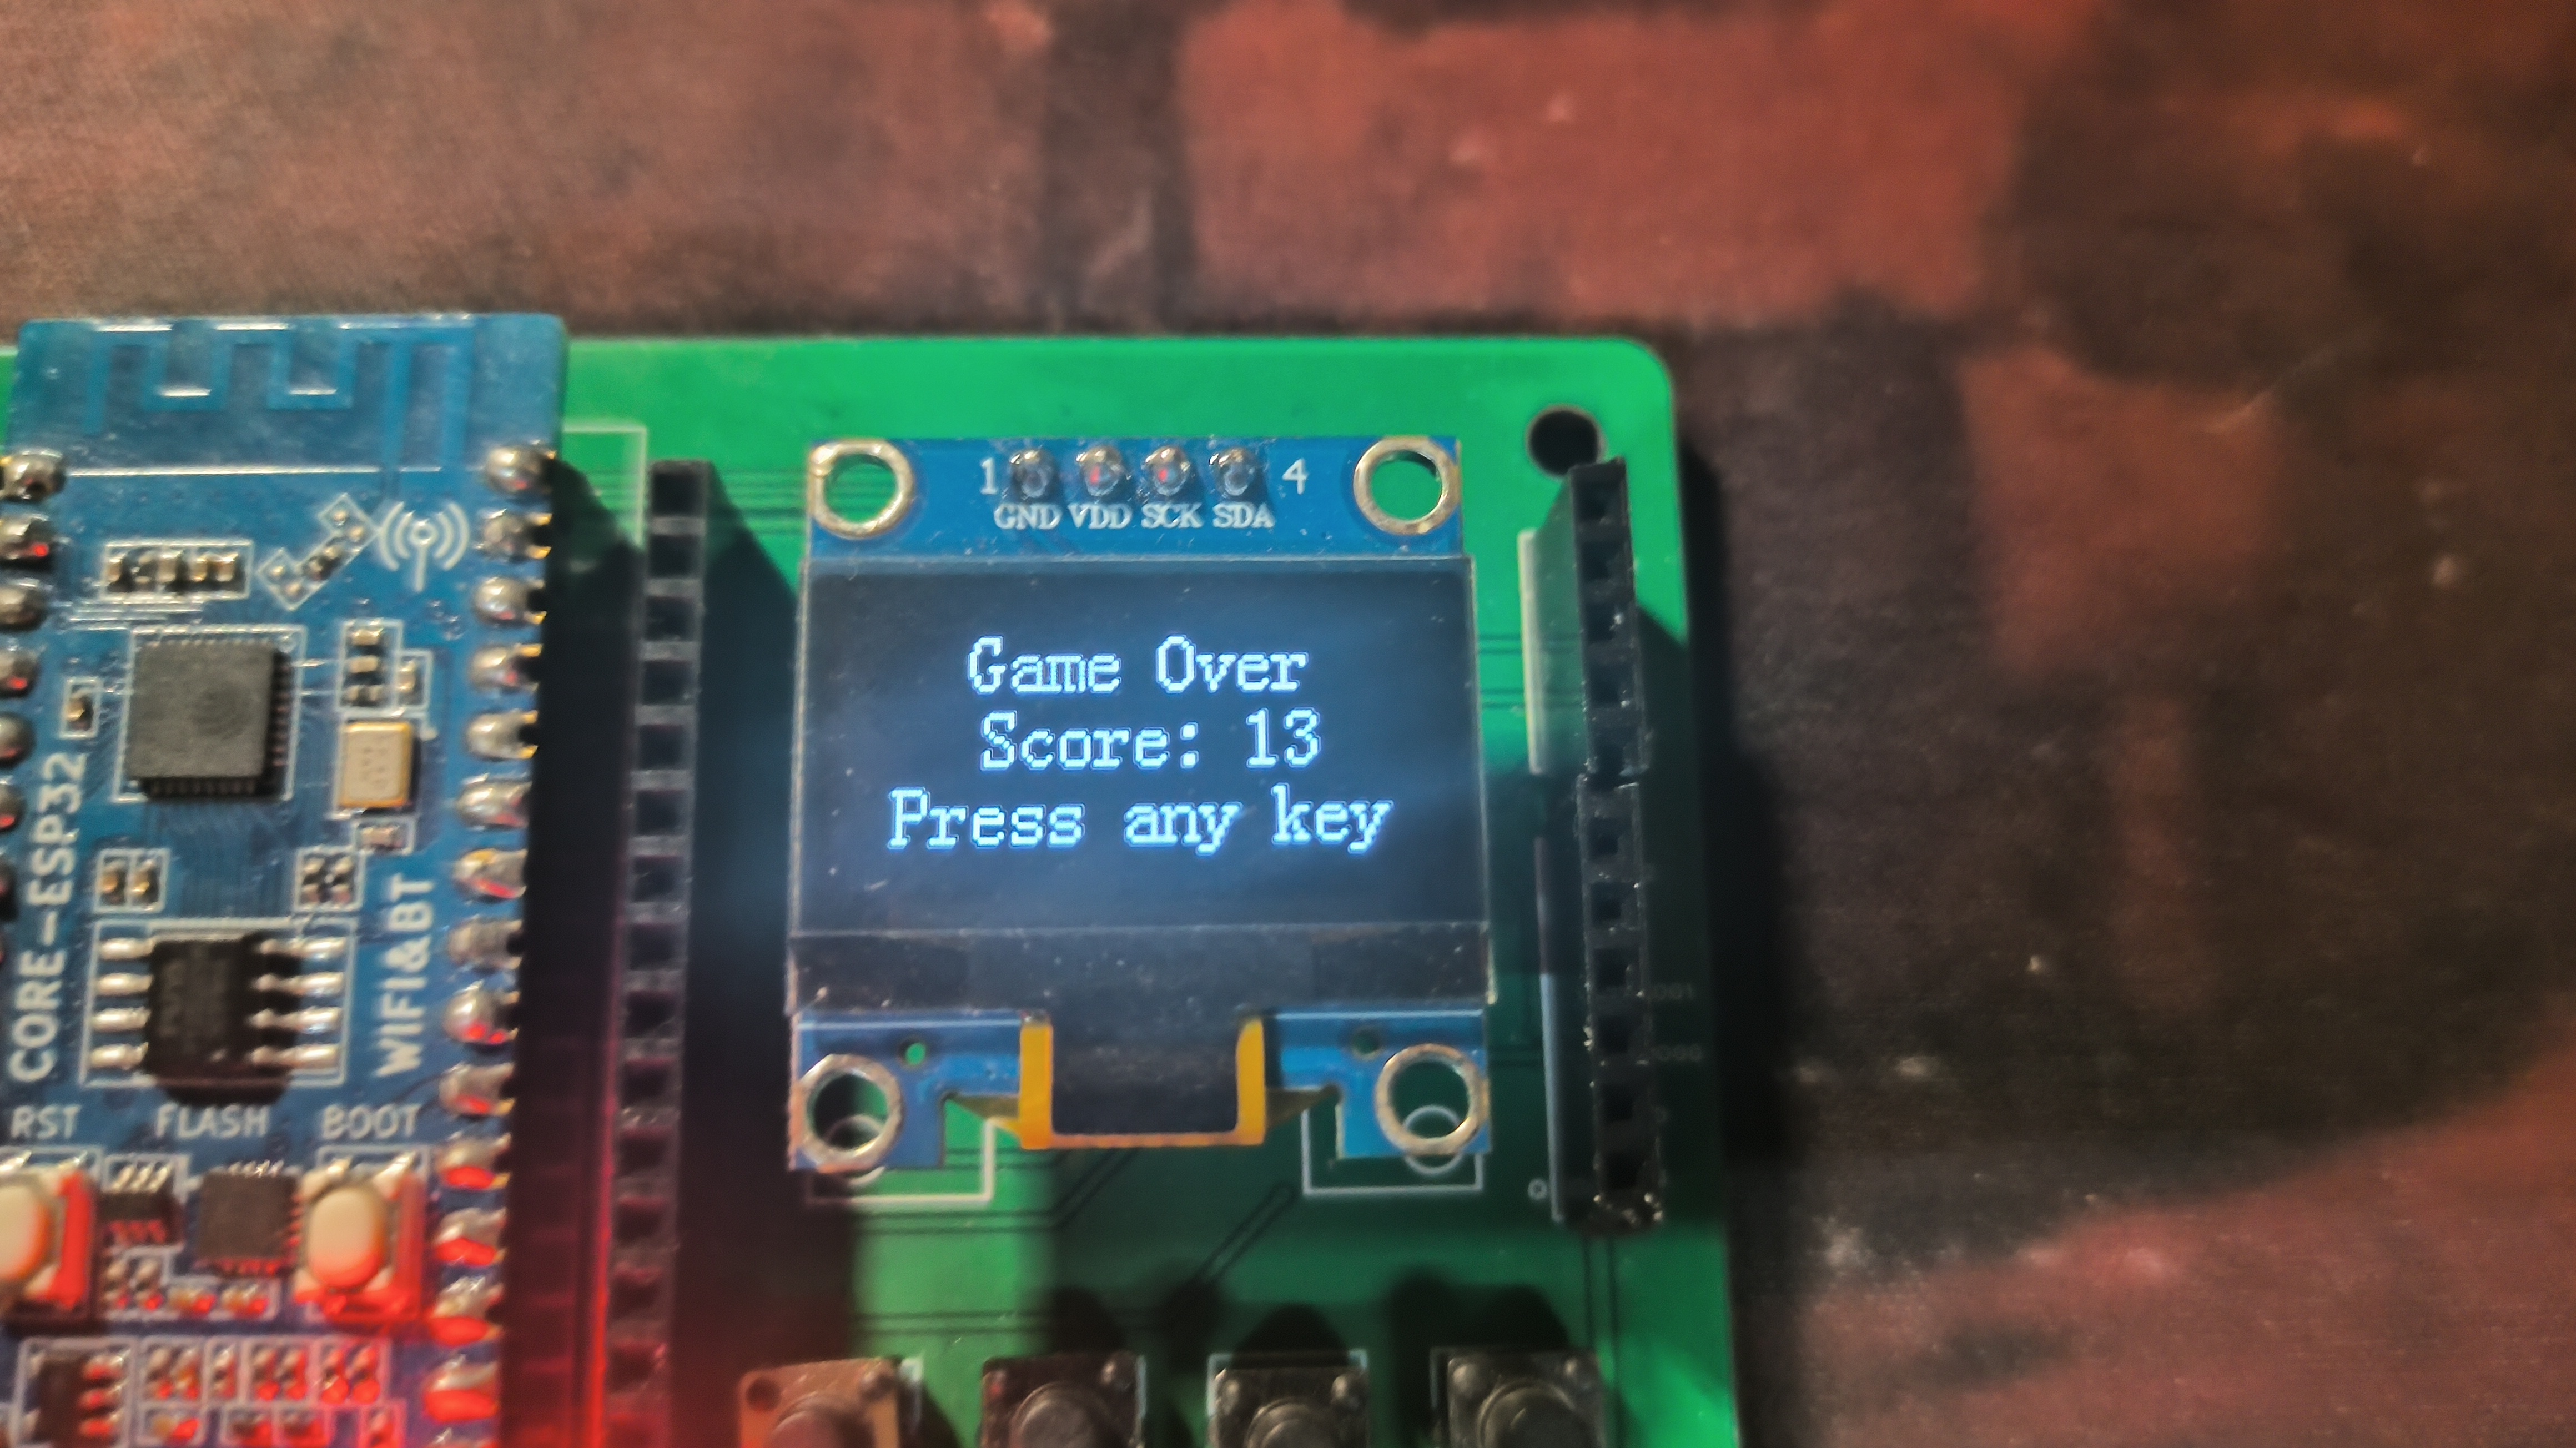 1
4
GND VDD SCK SDA
Game Over
Score: 13
Press any key
CORE-ESP32
WIFI&BT
RST
FLASH
BOOT